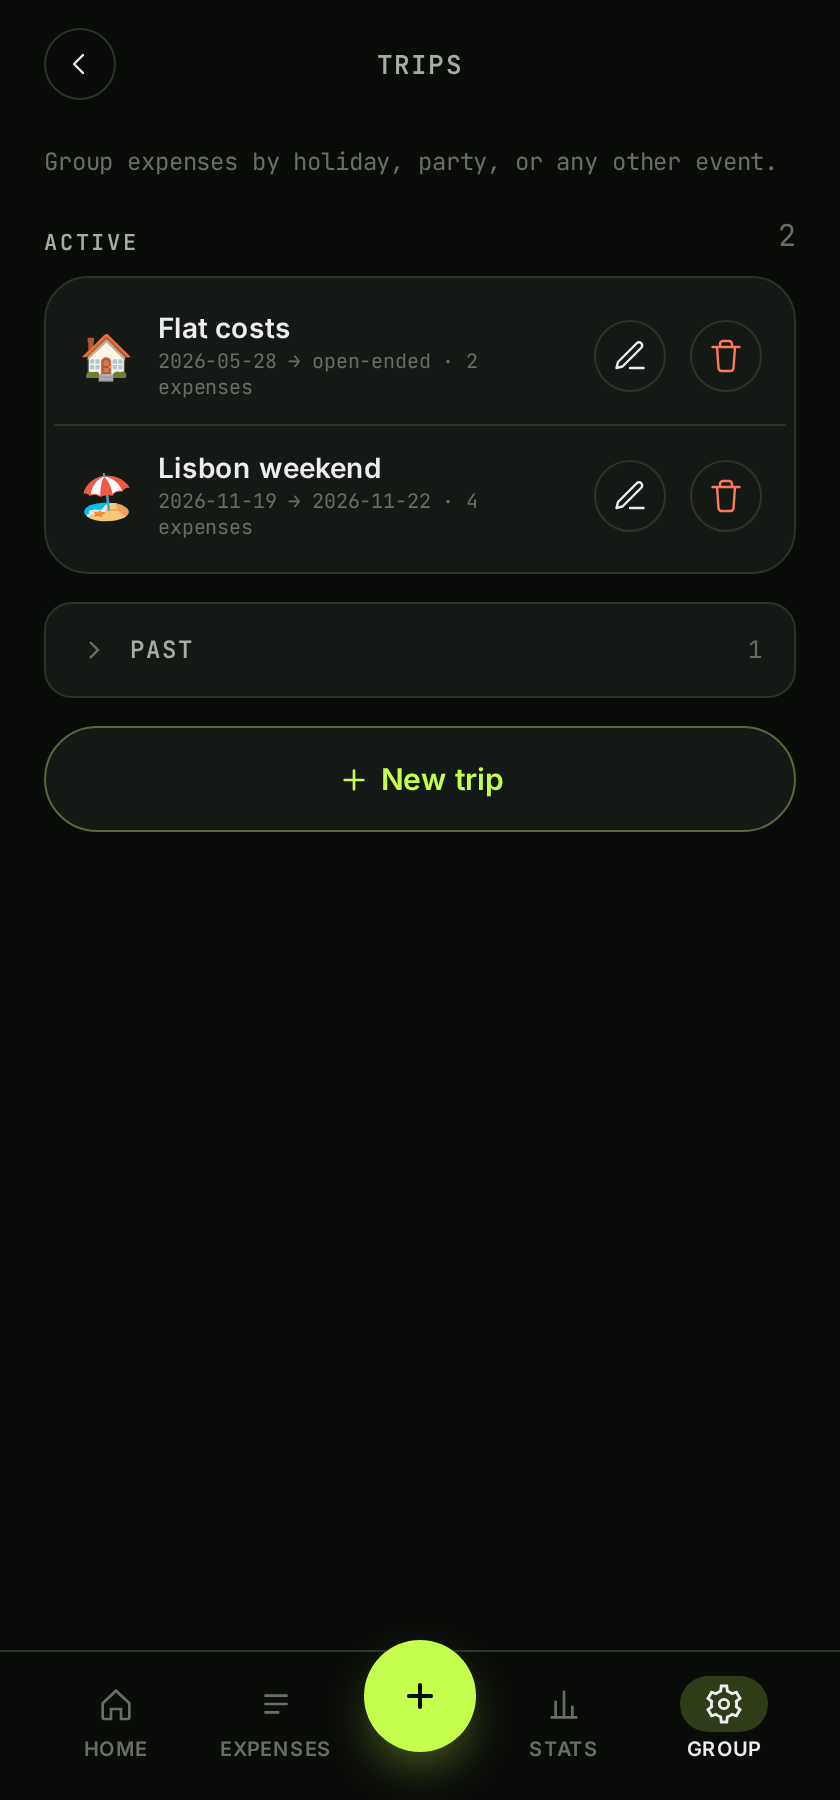 TRIPS
Group expenses by holiday, party, or any other event.
ACTIVE 2
Flat costs
2026-05-28 → open-ended · 2
expenses
Lisbon weekend
2026-11-19 → 2026-11-22 · 4
expenses
PAST 1
+ New trip
HOME EXPENSES + STATS GROUP